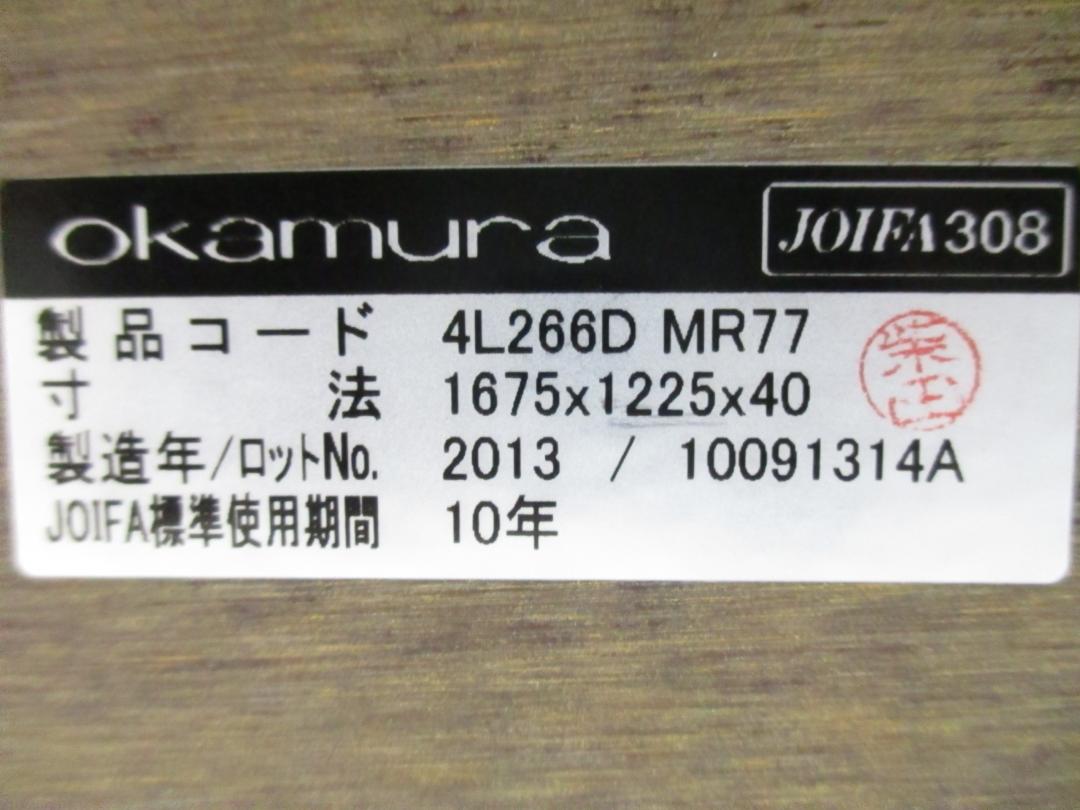 okamura
JOIFA308
製品コード 4L266D MR77
寸法 1675x1225x40
製造年/ロットNo. 2013 / 10091314A
JOIFA標準使用期間 10年